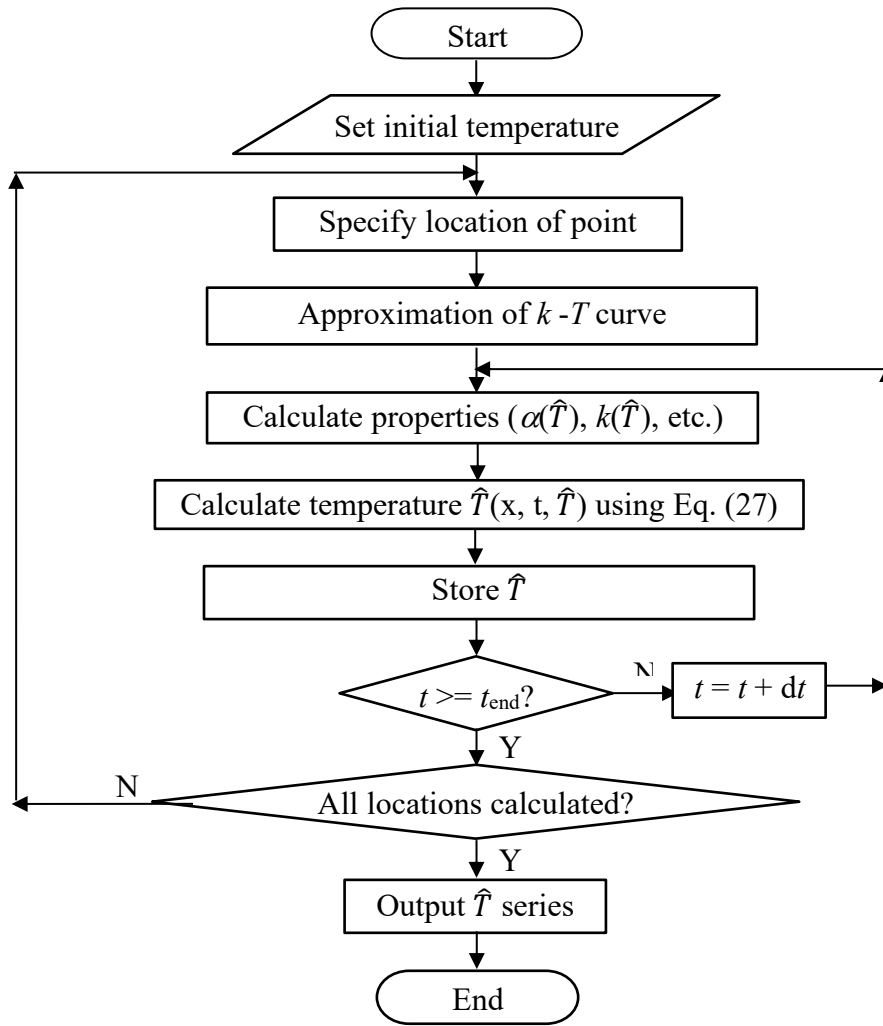 Start
Set initial temperature
Specify location of point
Approximation of k -T curve
Calculate properties (α(T̂), k(T̂), etc.)
Calculate temperature T̂(x, t, T̂) using Eq. (27)
Store T̂
t >= tend?
N
t = t + dt
Y
All locations calculated?
N
Y
Output T̂ series
End